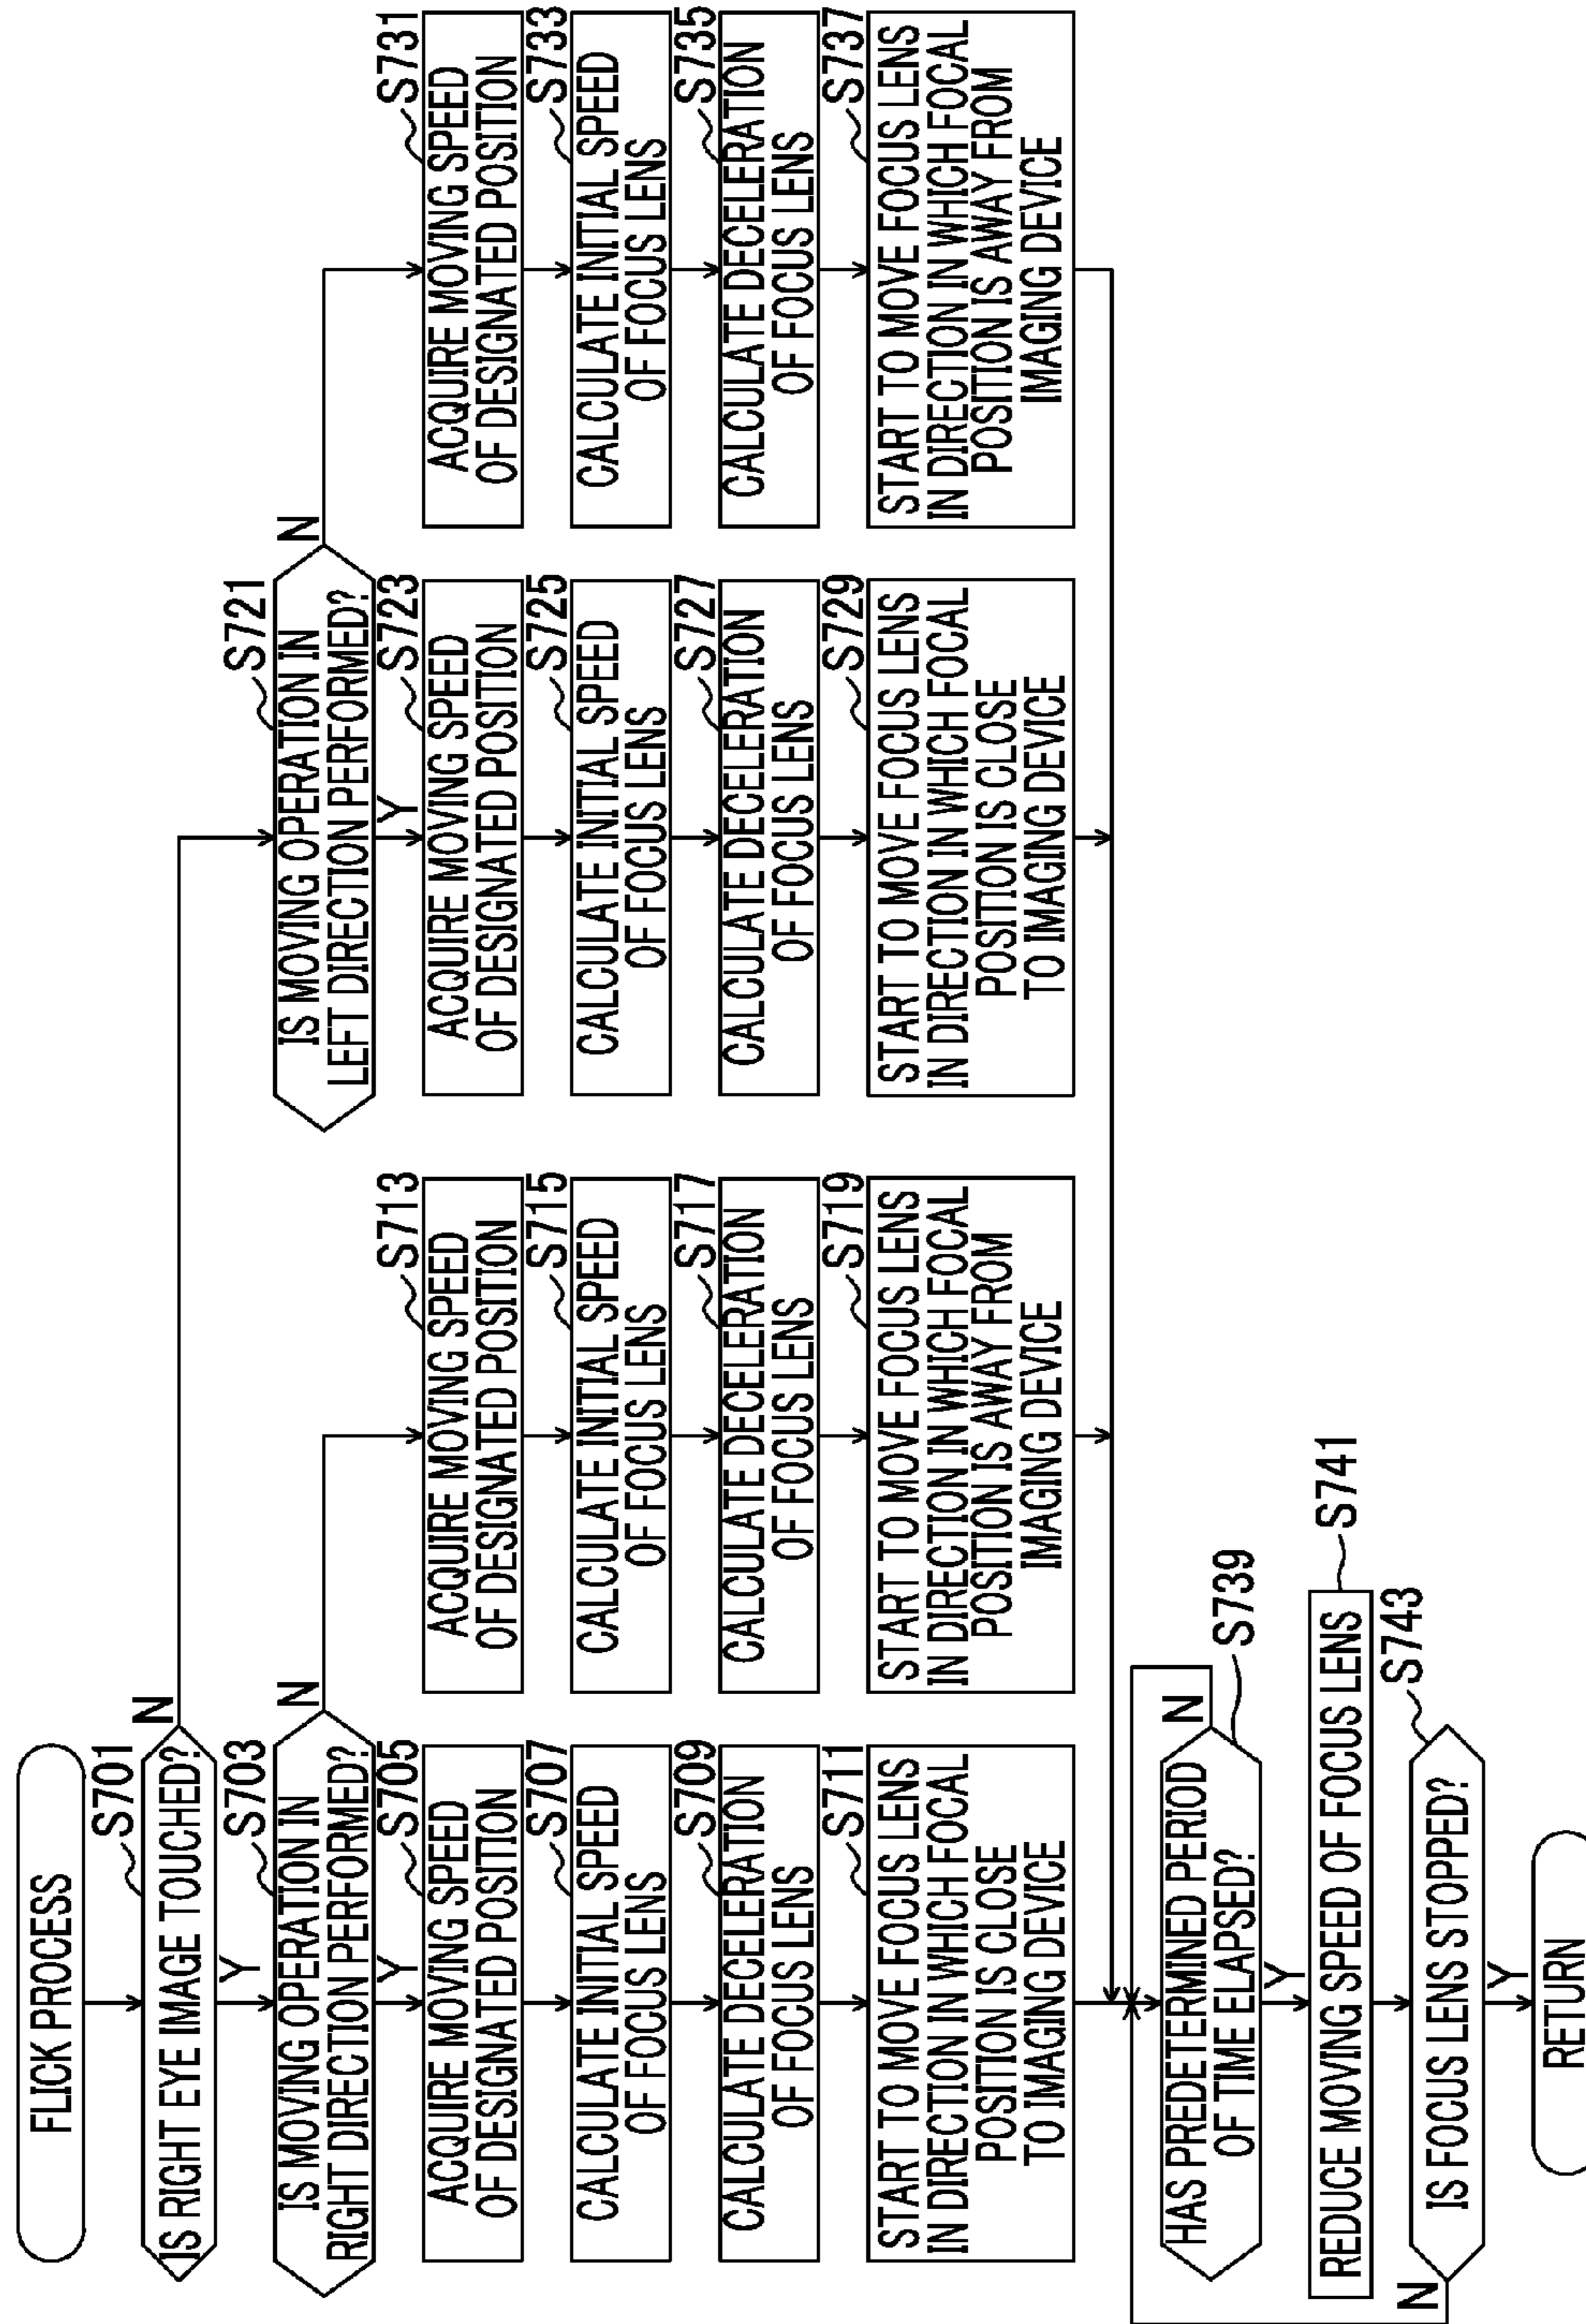 FLICK PROCESS
S701
IS RIGHT EYE IMAGE TOUCHED?
N
Y
S703
IS MOVING OPERATION IN
RIGHT DIRECTION PERFORMED?
N
Y
S705
ACQUIRE MOVING SPEED
OF DESIGNATED POSITION
S707
CALCULATE INITIAL SPEED
OF FOCUS LENS
S709
CALCULATE DECELERATION
OF FOCUS LENS
S711
START TO MOVE FOCUS LENS
IN DIRECTION IN WHICH FOCAL
POSITION IS CLOSE
TO IMAGING DEVICE
S713
ACQUIRE MOVING SPEED
OF DESIGNATED POSITION
S715
CALCULATE INITIAL SPEED
OF FOCUS LENS
S717
CALCULATE DECELERATION
OF FOCUS LENS
S719
START TO MOVE FOCUS LENS
IN DIRECTION IN WHICH FOCAL
POSITION IS AWAY FROM
IMAGING DEVICE
S721
IS MOVING OPERATION IN
LEFT DIRECTION PERFORMED?
N
Y
S723
ACQUIRE MOVING SPEED
OF DESIGNATED POSITION
S725
CALCULATE INITIAL SPEED
OF FOCUS LENS
S727
CALCULATE DECELERATION
OF FOCUS LENS
S729
START TO MOVE FOCUS LENS
IN DIRECTION IN WHICH FOCAL
POSITION IS CLOSE
TO IMAGING DEVICE
S731
ACQUIRE MOVING SPEED
OF DESIGNATED POSITION
S733
CALCULATE INITIAL SPEED
OF FOCUS LENS
S735
CALCULATE DECELERATION
OF FOCUS LENS
S737
START TO MOVE FOCUS LENS
IN DIRECTION IN WHICH FOCAL
POSITION IS AWAY FROM
IMAGING DEVICE
HAS PREDETERMINED PERIOD
OF TIME ELAPSED?
N
S739
Y
REDUCE MOVING SPEED OF FOCUS LENS
S741
S743
N
IS FOCUS LENS STOPPED?
Y
RETURN